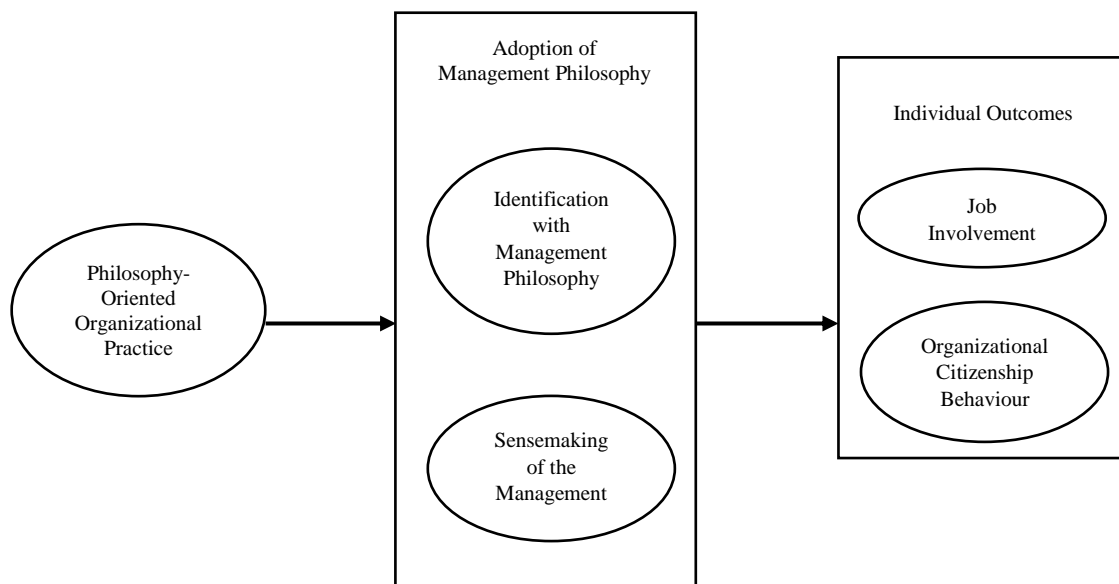 Philosophy-
Oriented
Organizational
Practice
Adoption of
Management Philosophy
Identification
with
Management
Philosophy
Sensemaking
of the
Management
Individual Outcomes
Job
Involvement
Organizational
Citizenship
Behaviour